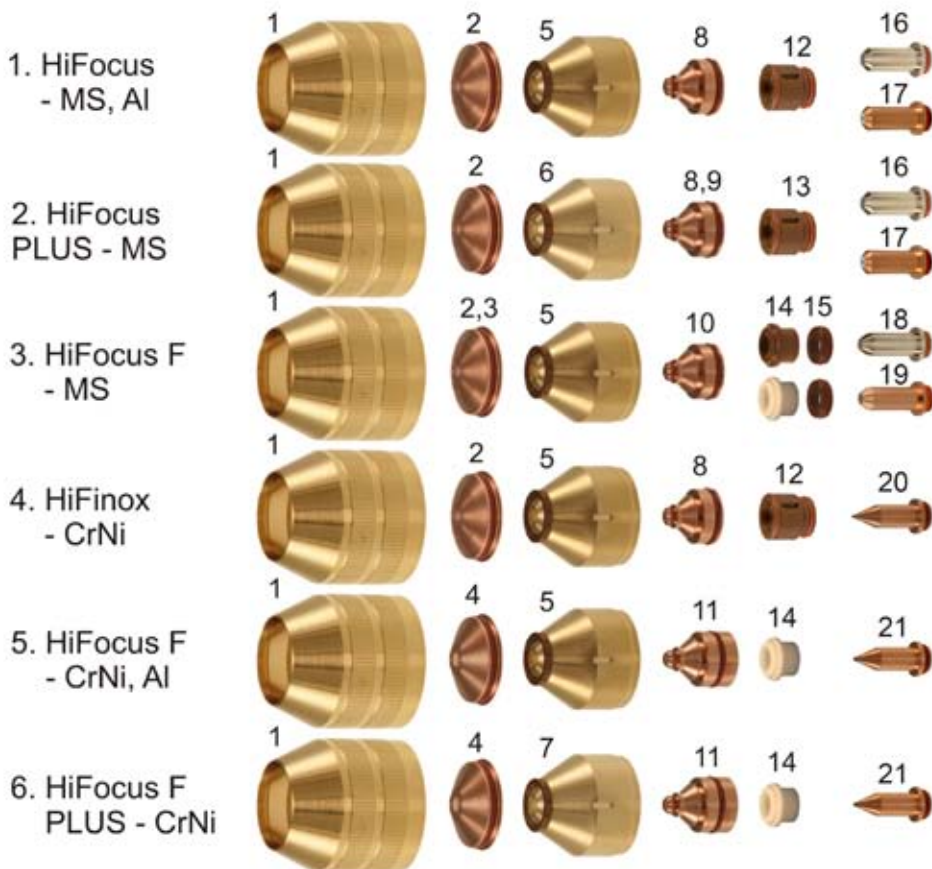 1 2 5 8 12 16
1. HiFocus
- MS, Al
17
1 2 6 8,9 13 16
2. HiFocus
PLUS - MS
17
1 2,3 5 10 14 15 18
3. HiFocus F
- MS
19
1 2 5 8 12 20
4. HiFinox
- CrNi
1 4 5 11 14 21
5. HiFocus F
- CrNi, Al
1 4 7 11 14 21
6. HiFocus F
PLUS - CrNi